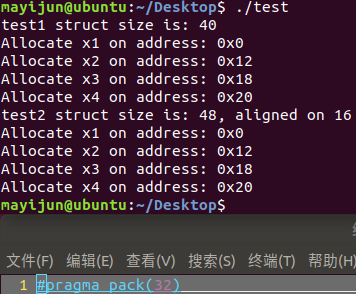 mayijun@ubuntu:~/Desktop$ ./test
test1 struct size is: 40
Allocate x1 on address: 0x0
Allocate x2 on address: 0x12
Allocate x3 on address: 0x18
Allocate x4 on address: 0x20
test2 struct size is: 48, aligned on 16
Allocate x1 on address: 0x0
Allocate x2 on address: 0x12
Allocate x3 on address: 0x18
Allocate x4 on address: 0x20
mayijun@ubuntu:~/Desktop$
文件(F) 编辑(E) 查看(V) 搜索(S) 终端(T) 帮助(H)
1 #pragma pack(32)